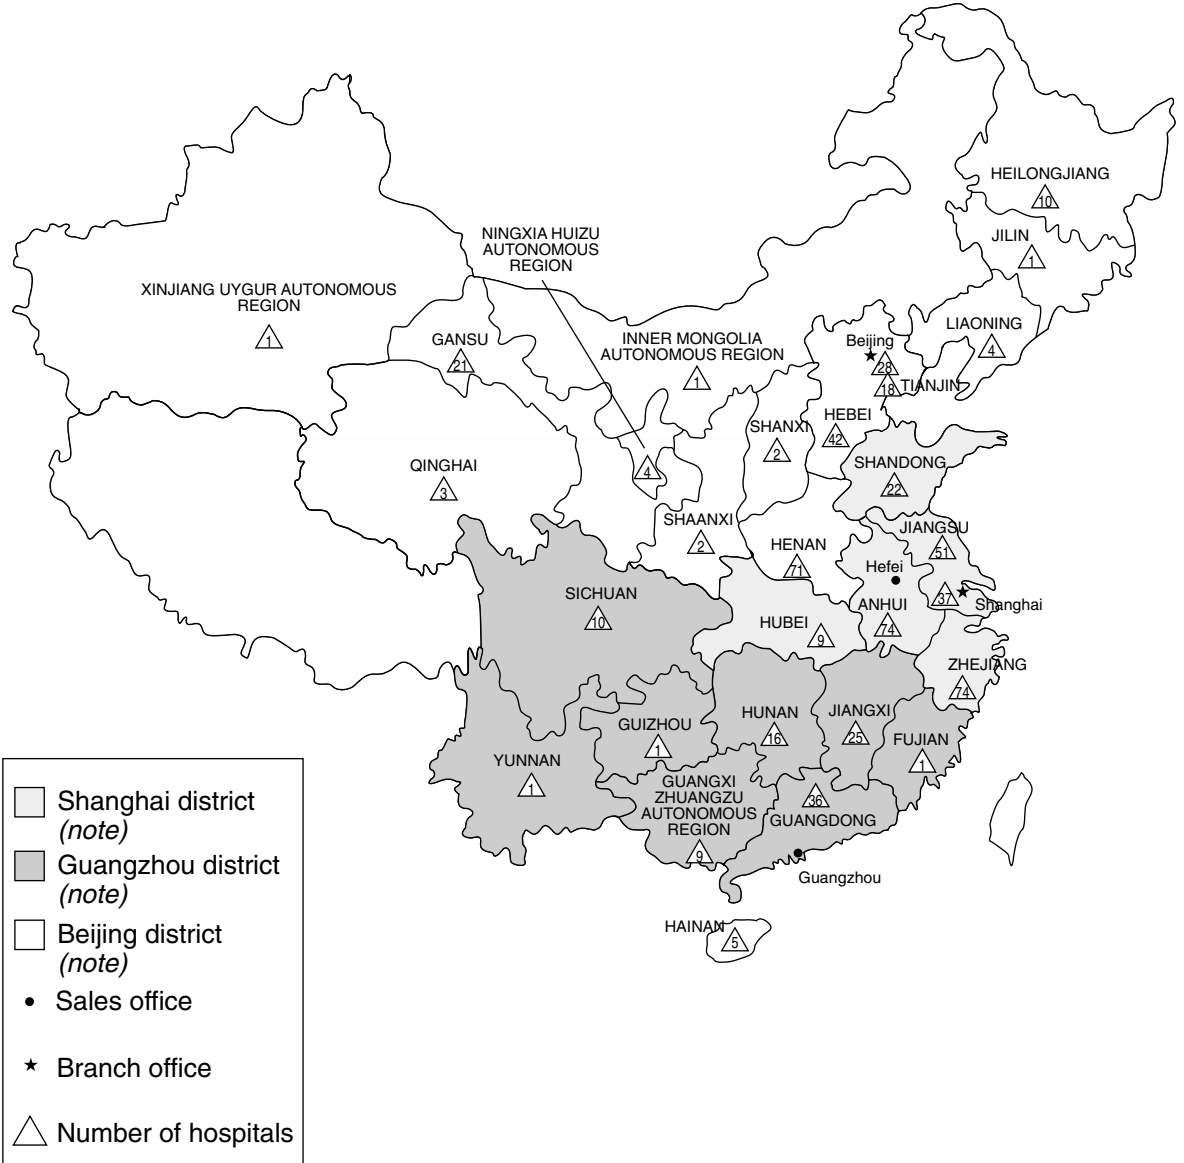 HEILONGJIANG
10
JILIN
1
NINGXIA HUIZU
AUTONOMOUS
REGION
4
XINJIANG UYGUR AUTONOMOUS
REGION
1
GANSU
21
INNER MONGOLIA
AUTONOMOUS REGION
1
LIAONING
4
Beijing
28
18 TIANJIN
HEBEI
42
SHANXI
2
SHANDONG
22
QINGHAI
3
SHAANXI
2
HENAN
71
JIANGSU
51
Hefei
37
Shanghai
ANHUI
74
SICHUAN
10
HUBEI
9
ZHEJIANG
74
GUIZHOU
1
HUNAN
16
JIANGXI
25
FUJIAN
1
YUNNAN
1
GUANGXI
ZHUANGZU
AUTONOMOUS
REGION
9
36
GUANGDONG
Guangzhou
HAINAN
5
Shanghai district
(note)
Guangzhou district
(note)
Beijing district
(note)
Sales office
Branch office
Number of hospitals